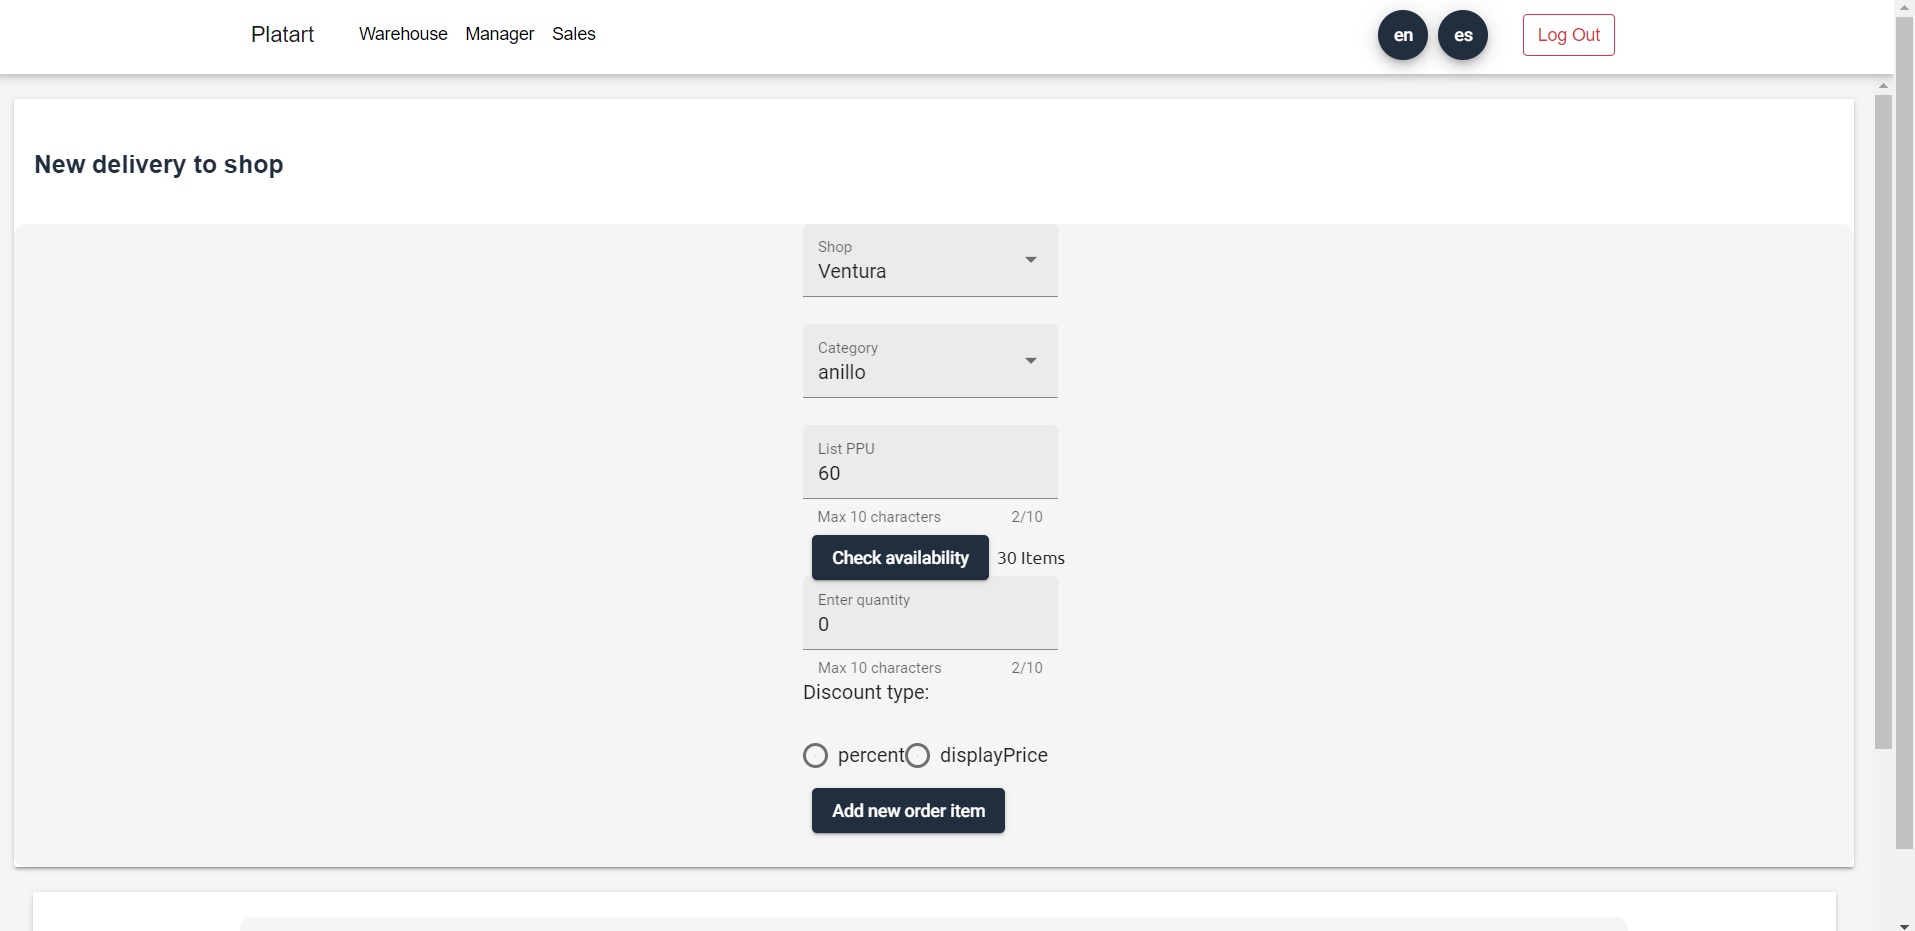 Platart Warehouse Manager Sales en es Log Out
New delivery to shop
Shop
Ventura
Category
anillo
List PPU
60
Max 10 characters 2/10
Check availability 30 Items
Enter quantity
0
Max 10 characters 2/10
Discount type:
percent displayPrice
Add new order item